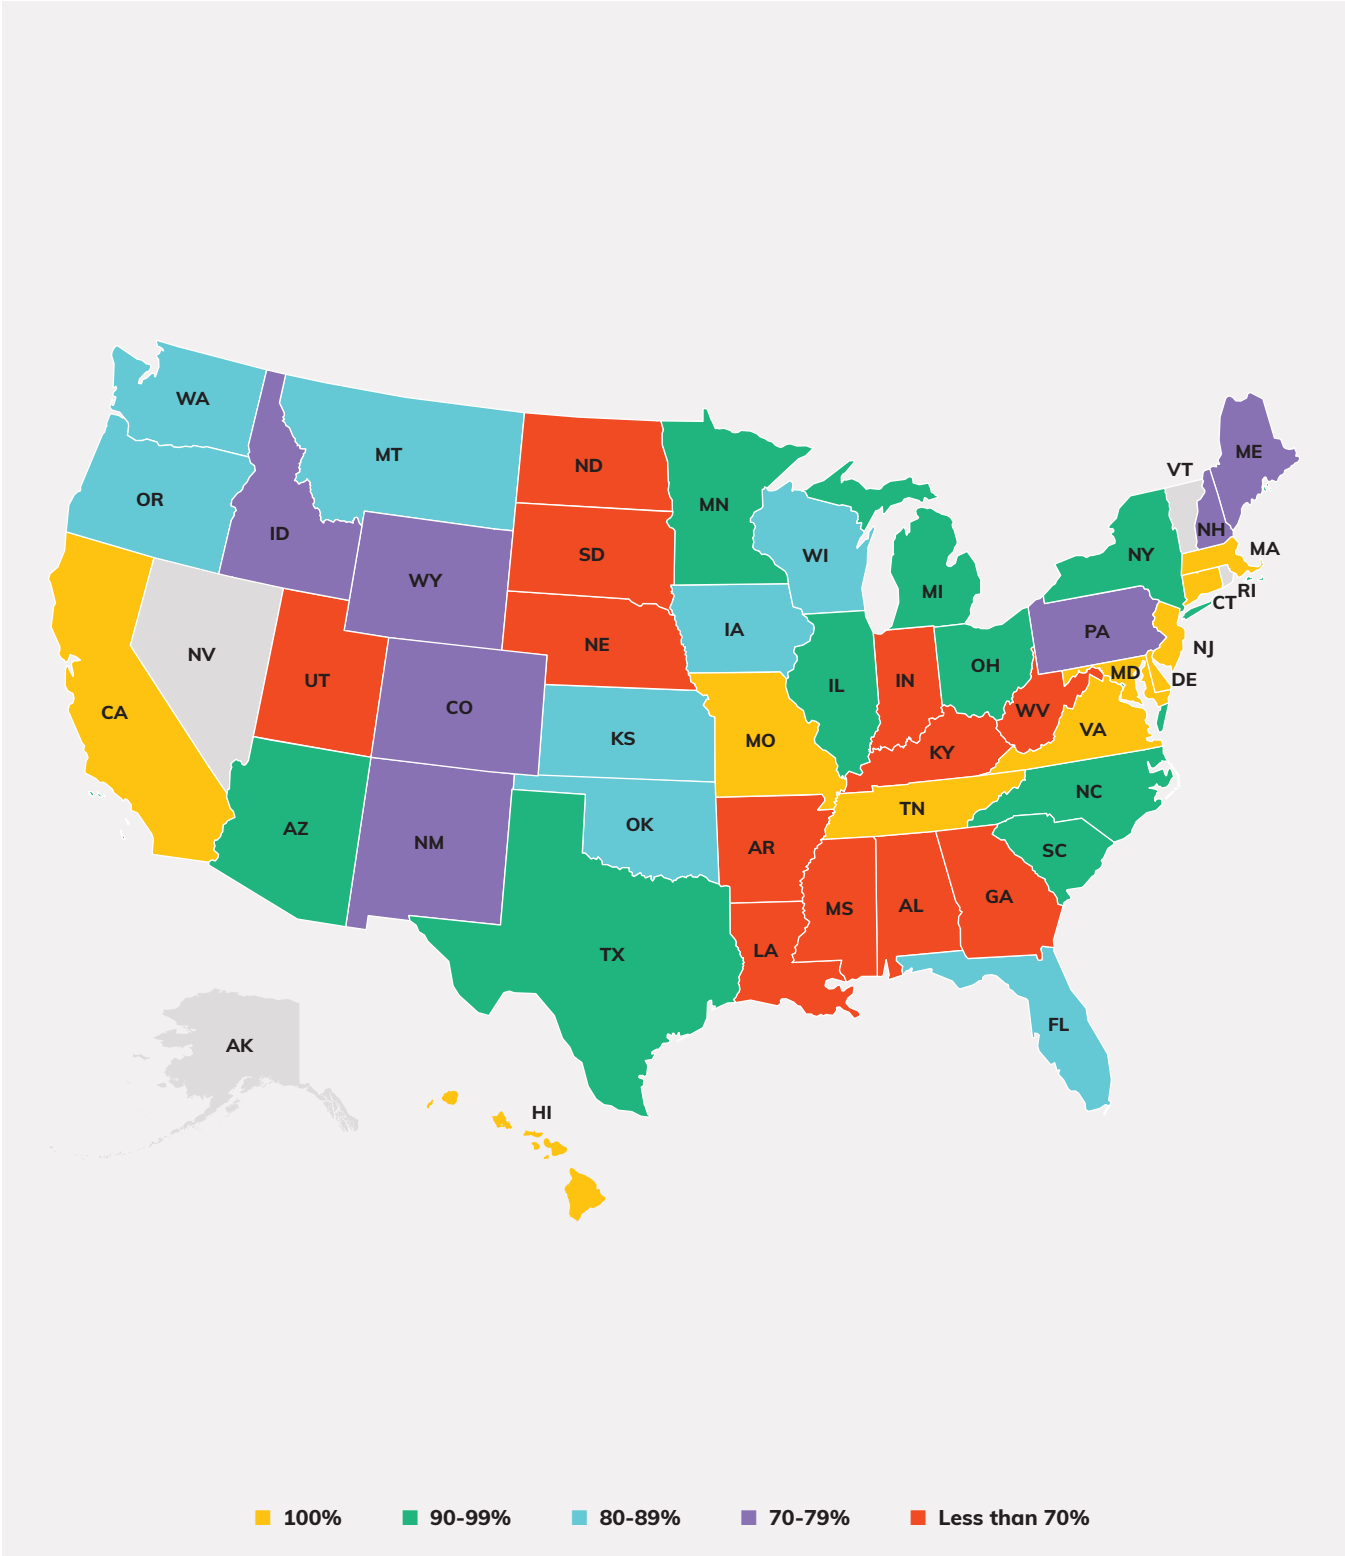 WA
MT
ME
ND
VT
OR
MN
NH
ID
MA
NY
SD
WI
WY
RI
MI
CT
IA
PA
NE
NJ
NV
OH
MD
DE
UT
IN
IL
CO
WV
CA
VA
KS
MO
KY
NC
TN
OK
AZ
NM
AR
SC
GA
AL
MS
LA
TX
FL
AK
HI
100% 90-99% 80-89% 70-79% Less than 70%